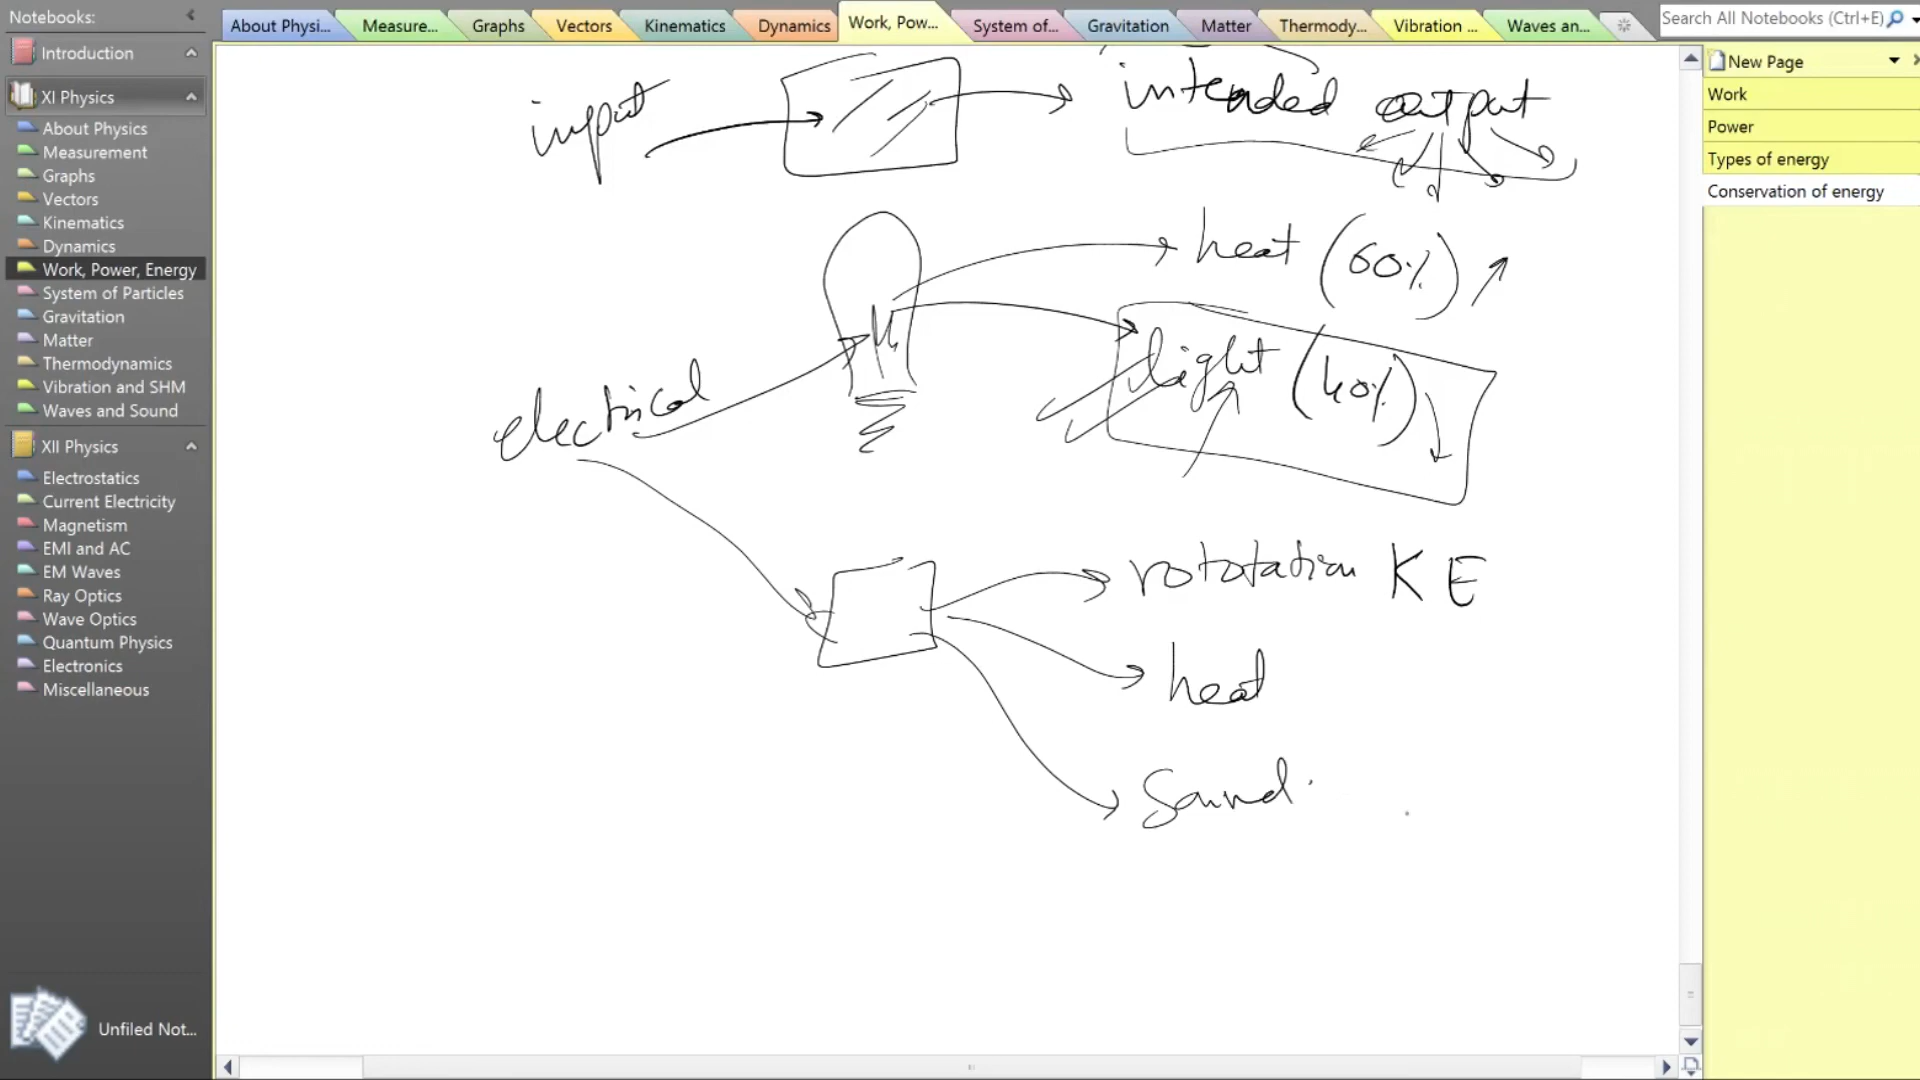 Notebooks:
Introduction
XI Physics
About Physics
Measurement
Graphs
Vectors
Kinematics
Dynamics
Work, Power, Energy
System of Particles
Gravitation
Matter
Thermodynamics
Vibration and SHM
Waves and Sound
XII Physics
Electrostatics
Current Electricity
Magnetism
EMI and AC
EM Waves
Ray Optics
Wave Optics
Quantum Physics
Electronics
Miscellaneous
Unfiled Not...
About Physi... Measure... Graphs Vectors Kinematics Dynamics Work, Pow... System of... Gravitation Matter Thermody... Vibration ... Waves an...
Search All Notebooks (Ctrl+E)
input intended output
heat (60%)
light (40%)
electrical
rototation KE
heat
Sound
New Page
Work
Power
Types of energy
Conservation of energy